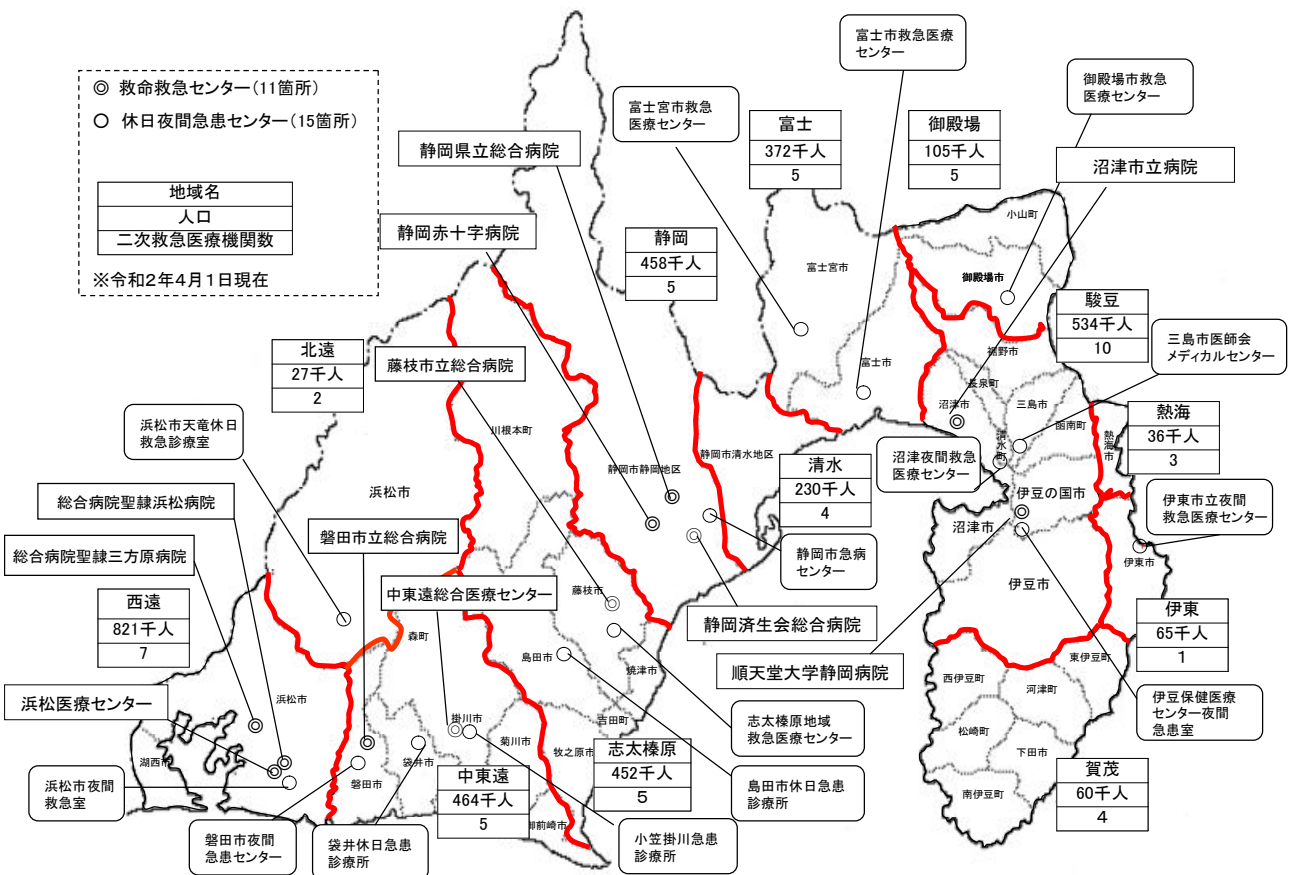 ◎ 救命救急センター(11箇所)
○ 休日夜間急患センター(15箇所)
地域名
人口
二次救急医療機関数
※令和2年4月1日現在
富士市救急医療
センター
御殿場市救急
医療センター
富士宮市救急
医療センター
富士
372千人
5
御殿場
105千人
5
静岡県立総合病院
沼津市立病院
静岡赤十字病院
静岡
458千人
5
小山町
富士宮市
御殿場市
駿豆
534千人
10
三島市医師会
メディカルセンター
北遠
27千人
2
藤枝市立総合病院
裾野市
富士市
長泉町
沼津市
三島市
函南町
清水町
熱海市
熱海
36千人
3
浜松市天竜休日
救急診療室
川根本町
静岡市静岡地区
静岡市清水地区
清水
230千人
4
沼津夜間救急
医療センター
総合病院聖隷浜松病院
浜松市
伊豆の国市
伊東市立夜間
救急医療センター
総合病院聖隷三方原病院
磐田市立総合病院
沼津市
静岡市急病
センター
伊東市
西遠
821千人
7
中東遠総合医療センター
藤枝市
伊豆市
伊東
65千人
1
森町
静岡済生会総合病院
島田市
焼津市
順天堂大学静岡病院
東伊豆町
西伊豆町
河津町
浜松医療センター
浜松市
掛川市
吉田町
志太榛原地域
救急医療センター
伊豆保健医療
センター夜間
急患室
松崎町
下田市
湖西市
菊川市
牧之原市
志太榛原
452千人
5
浜松市夜間
救急室
磐田市
袋井市
中東遠
464千人
5
島田市休日急患
診療所
賀茂
60千人
4
南伊豆町
御前崎市
磐田市夜間
急患センター
袋井休日急患
診療所
小笠掛川急患
診療所